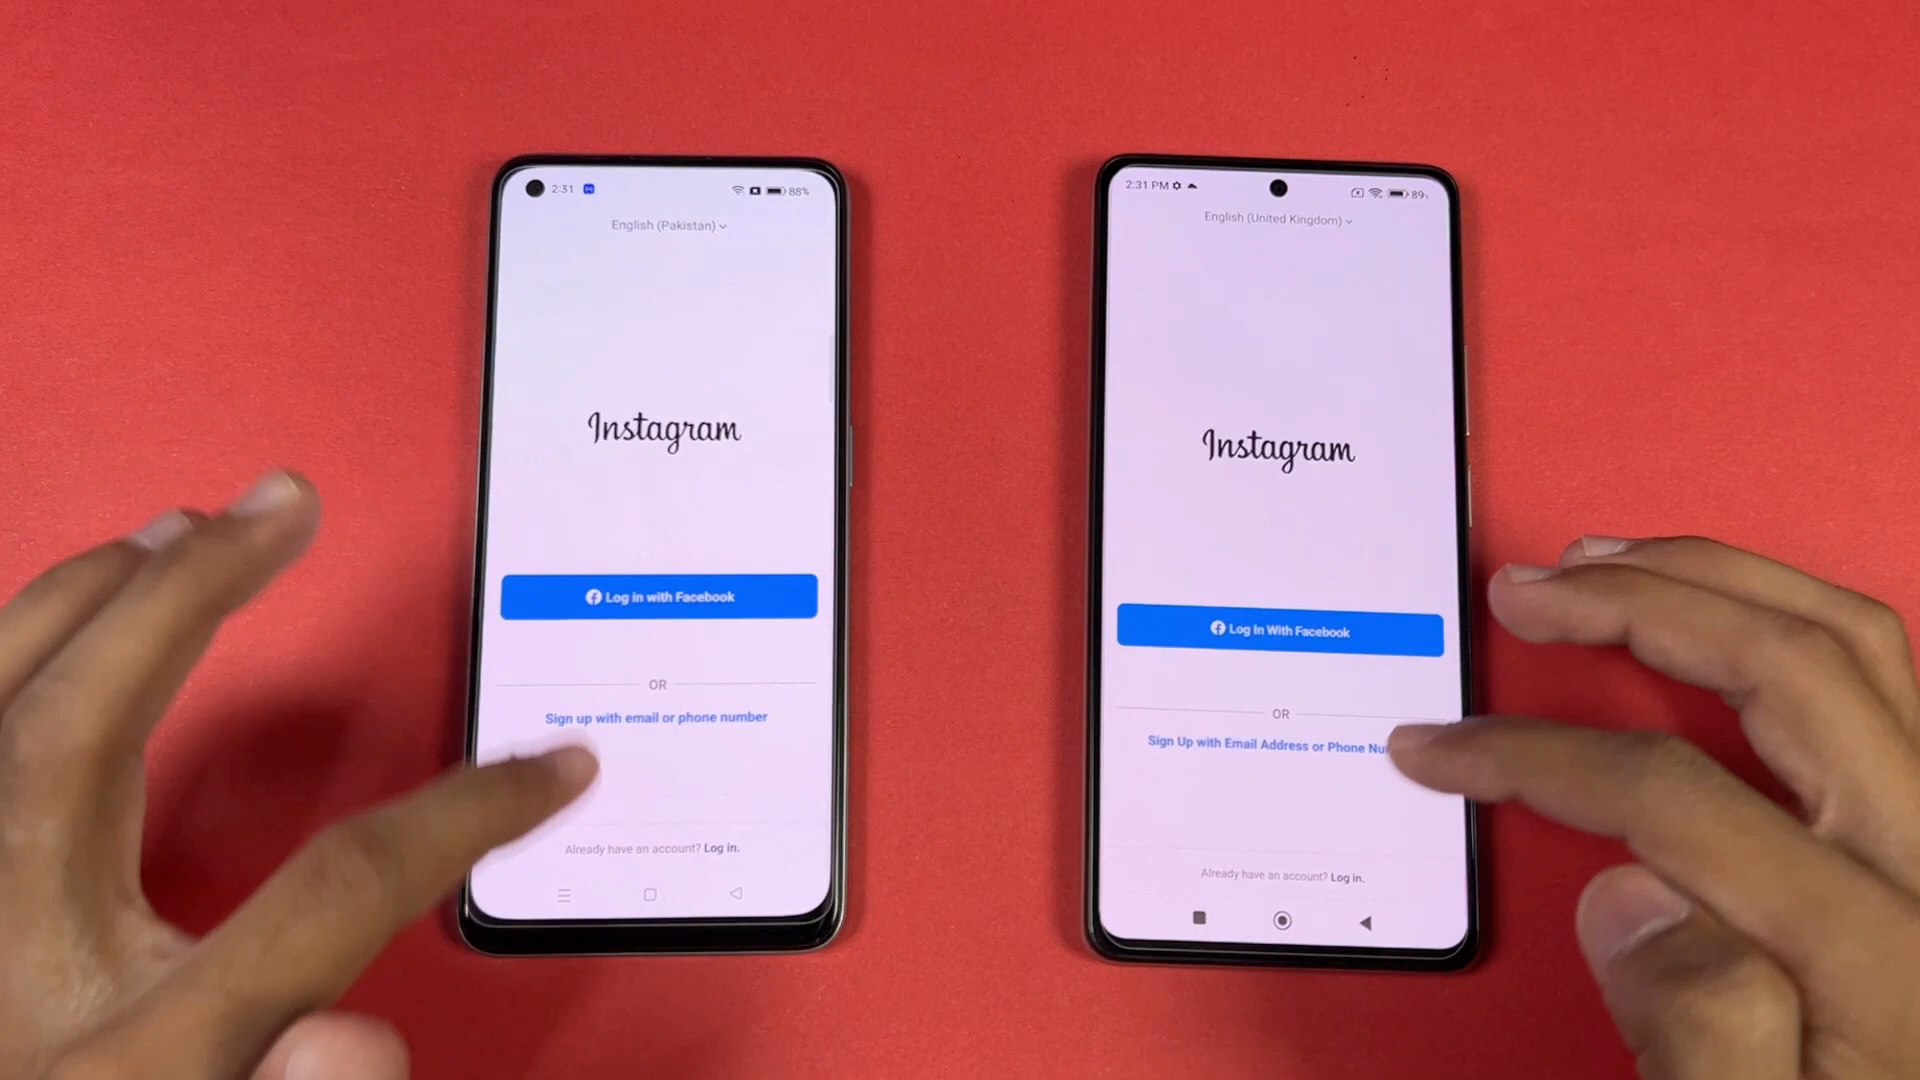 2:31
88%
English (Pakistan)
Instagram
Log in with Facebook
OR
Sign up with email or phone number
Already have an account? Log in.
2:31 PM
89%
English (United Kingdom)
Instagram
Log In With Facebook
OR
Sign Up with Email Address or Phone
Already have an account? Log in.